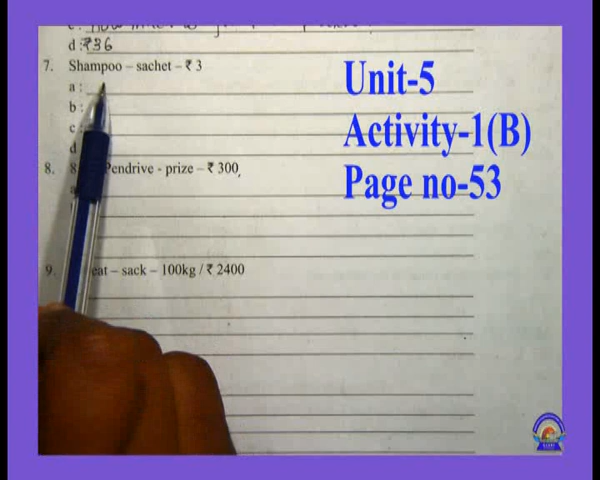 d : ₹36
7. Shampoo – sachet – ₹ 3
a :
b :
c :
d
8. 8 Pendrive - prize – ₹ 300,
9. eat – sack – 100kg / ₹ 2400
Unit-5
Activity-1(B)
Page no-53